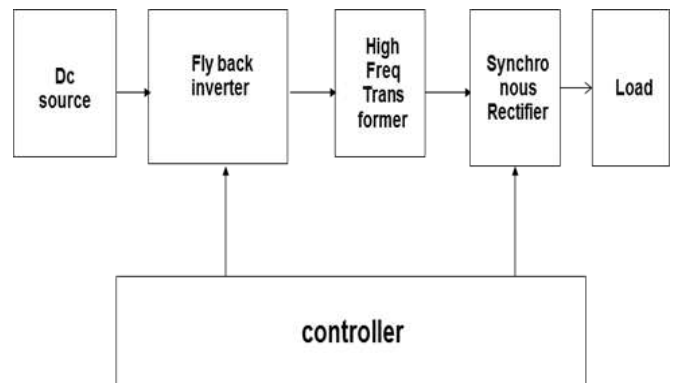 Dc
source
Fly back
inverter
High
Freq
Trans
former
Synchro
nous
Rectifier
Load
controller